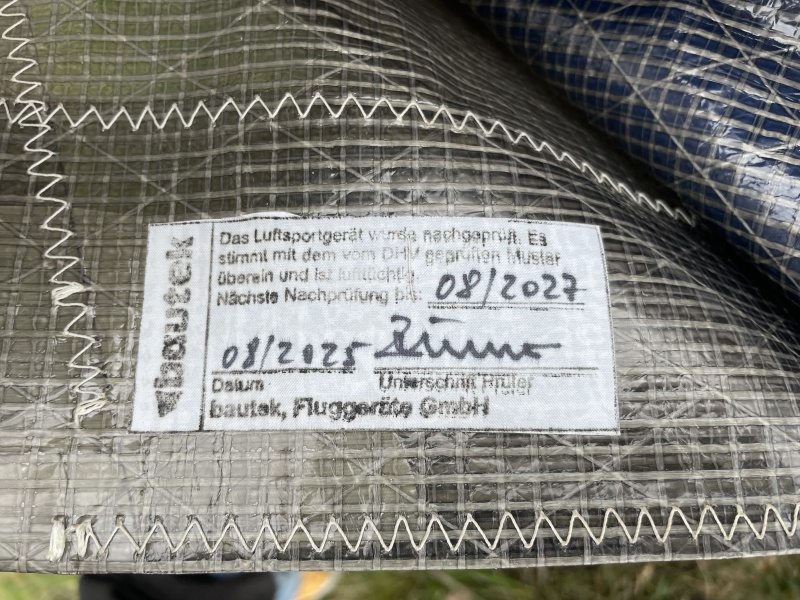 bautek
Das Luftsportgerät wurde nachgeprüft. Es
stimmt mit dem vom DHV geprüften Muster
überein und ist lufttüchtig.
Nächste Nachprüfung bis: 08/2027
08/2025
Datum Unterschrift Prüfer
bautek, Fluggeräte GmbH